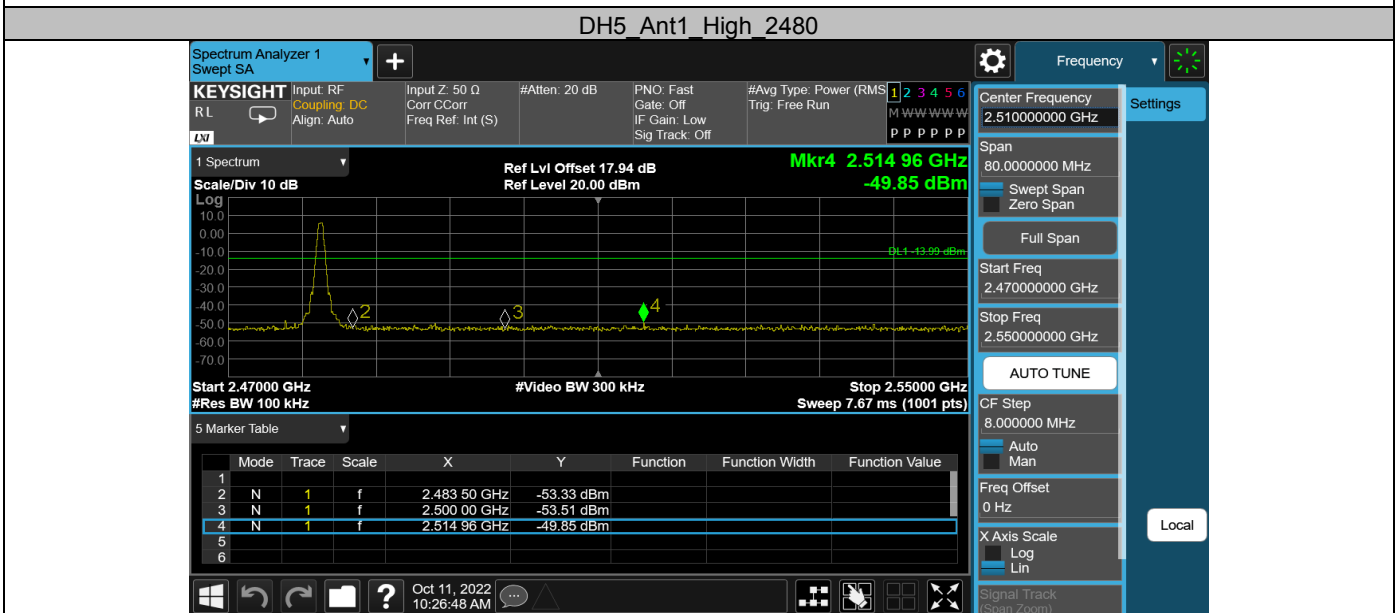 DH5_Ant1_High_2480
Spectrum Analyzer 1
Swept SA
+
Frequency
KEYSIGHT
RL
LXI
Input: RF
Coupling: DC
Align: Auto
Input Z: 50 Ω
Corr CCorr
Freq Ref: Int (S)
#Atten: 20 dB
PNO: Fast
Gate: Off
IF Gain: Low
Sig Track: Off
#Avg Type: Power (RMS
Trig: Free Run
1 2 3 4 5 6
M W W W W W
P P P P P P
1 Spectrum
Scale/Div 10 dB
Ref Lvl Offset 17.94 dB
Ref Level 20.00 dBm
Mkr4 2.514 96 GHz
-49.85 dBm
Log
10.0
0.00
-10.0
-20.0
-30.0
-40.0
-50.0
-60.0
-70.0
DL1 -13.99 dBm
2
3
4
Start 2.47000 GHz
#Video BW 300 kHz
Stop 2.55000 GHz
#Res BW 100 kHz
Sweep 7.67 ms (1001 pts)
5 Marker Table
Mode Trace Scale X Y Function Function Width Function Value
1
2 N 1 f 2.483 50 GHz -53.33 dBm
3 N 1 f 2.500 00 GHz -53.51 dBm
4 N 1 f 2.514 96 GHz -49.85 dBm
5
6
?
Oct 11, 2022
10:26:48 AM
Center Frequency
2.510000000 GHz
Settings
Span
80.0000000 MHz
Swept Span
Zero Span
Full Span
Start Freq
2.470000000 GHz
Stop Freq
2.550000000 GHz
AUTO TUNE
CF Step
8.000000 MHz
Auto
Man
Freq Offset
0 Hz
Local
X Axis Scale
Log
Lin
Signal Track
(Span Zoom)